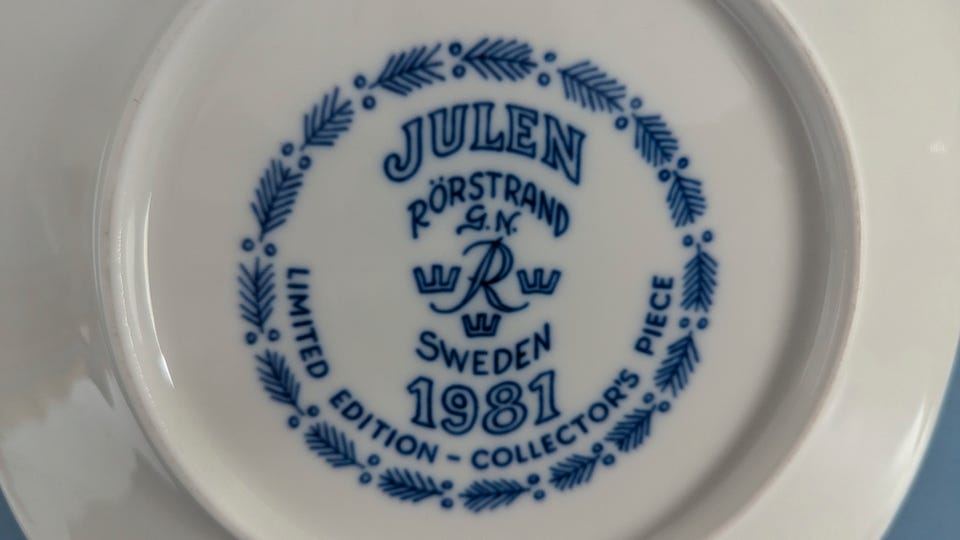 JULEN
RÖRSTRAND
G.N.
R
SWEDEN
1981
LIMITED EDITION - COLLECTOR'S PIECE